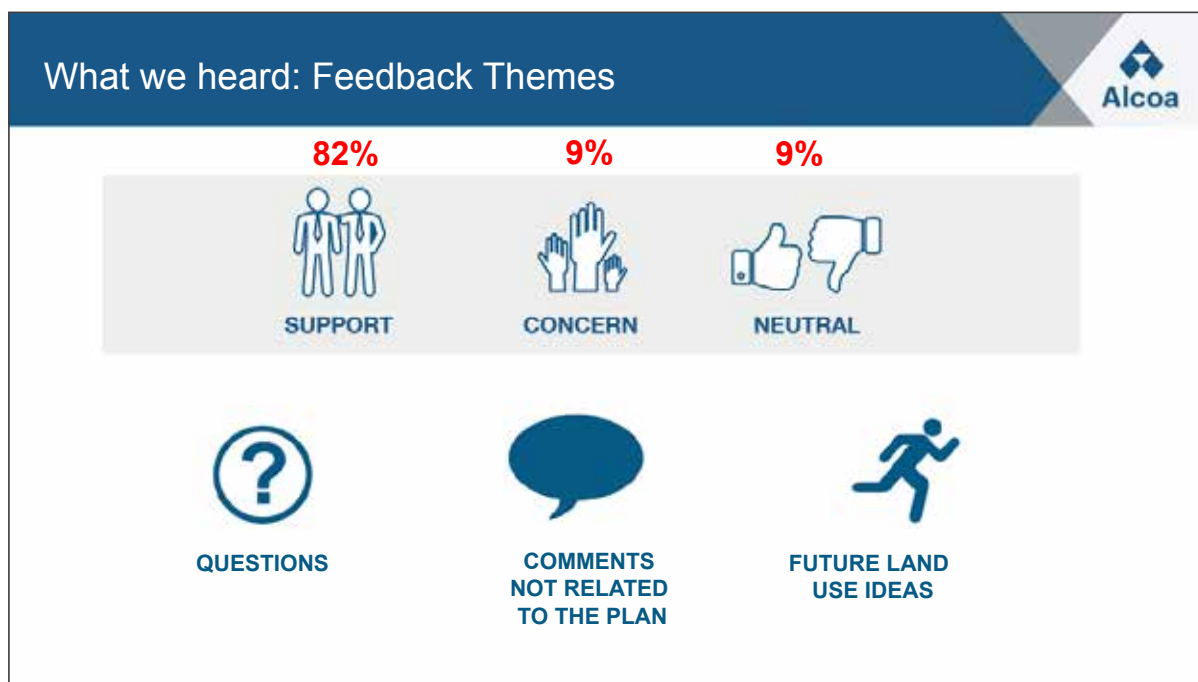 What we heard: Feedback Themes
Alcoa
82%
9%
9%
SUPPORT
CONCERN
NEUTRAL
?
QUESTIONS
COMMENTS
NOT RELATED
TO THE PLAN
FUTURE LAND
USE IDEAS